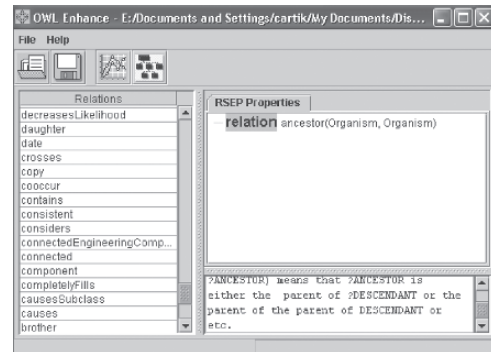 OWL Enhance - E:/Documents and Settings/cartik/My Documents/Dis...
File Help
Relations
decreasesLikelihood
daughter
date
crosses
copy
cooccur
contains
consistent
considers
connectedEngineeringComp...
connected
component
completelyFills
causesSubclass
causes
brother
RSEP Properties
relation ancestor(Organism, Organism)
?ANCESTOR) means that ?ANCESTOR is
either the parent of ?DESCENDANT or the
parent of the parent of DESCENDANT or
etc.